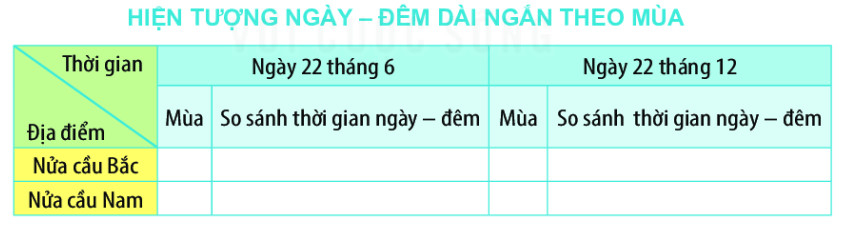 HIỆN TƯỢNG NGÀY – ĐÊM DÀI NGẮN THEO MÙA
Thời gian
Ngày 22 tháng 6
Ngày 22 tháng 12
Địa điểm
Mùa
So sánh thời gian ngày – đêm
Mùa
So sánh thời gian ngày – đêm
Nửa cầu Bắc
Nửa cầu Nam